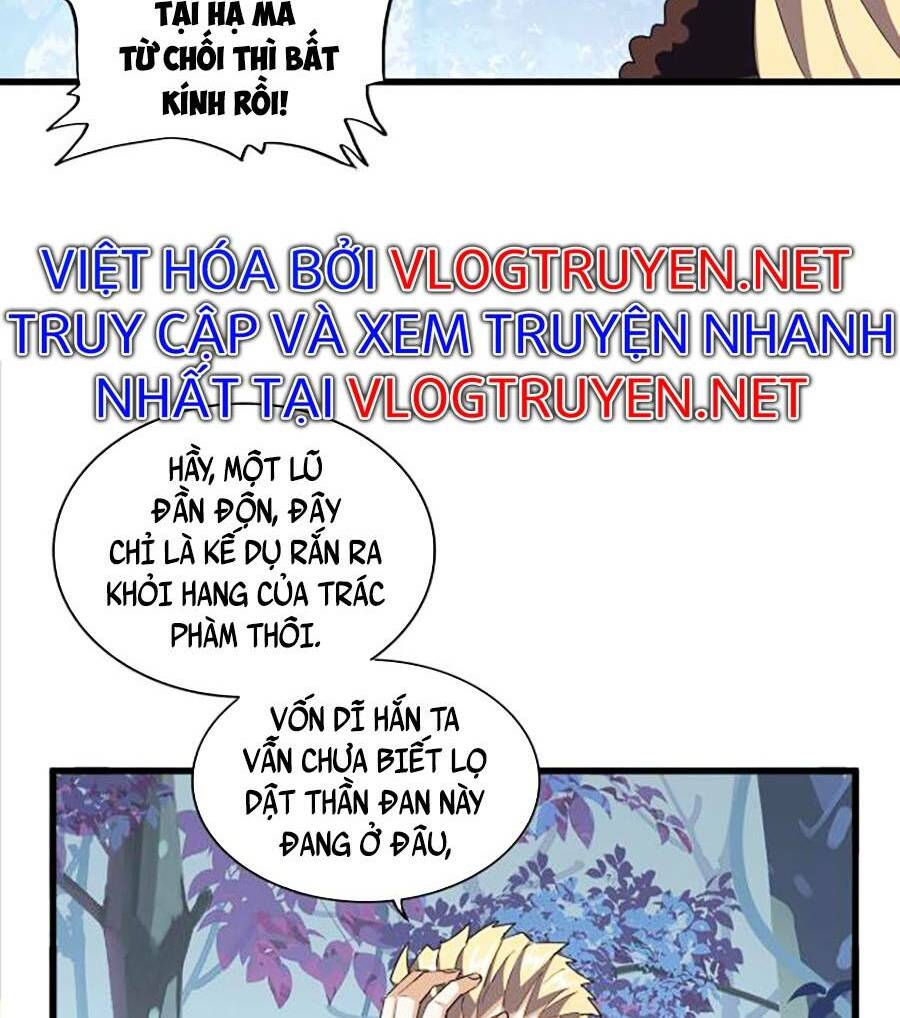 TẠI HẠ MÀ
TỪ CHỐI THÌ BẤT
KÍNH RỒI!
VIỆT HÓA BỞI VLOGTRUYEN.NET
TRUY CẬP VÀ XEM TRUYỆN NHANH
NHẤT TẠI VLOGTRUYEN.NET
HẦY, MỘT LŨ
ĐẦN ĐỘN, ĐÂY
CHỈ LÀ KẾ DỤ RẮN RA
KHỎI HANG CỦA TRÁC
PHÀM THÔI.
VỐN DĨ HẮN TA
VẪN CHƯA BIẾT LỌ
DẬT THẦN ĐAN NÀY
ĐANG Ở ĐÂU,